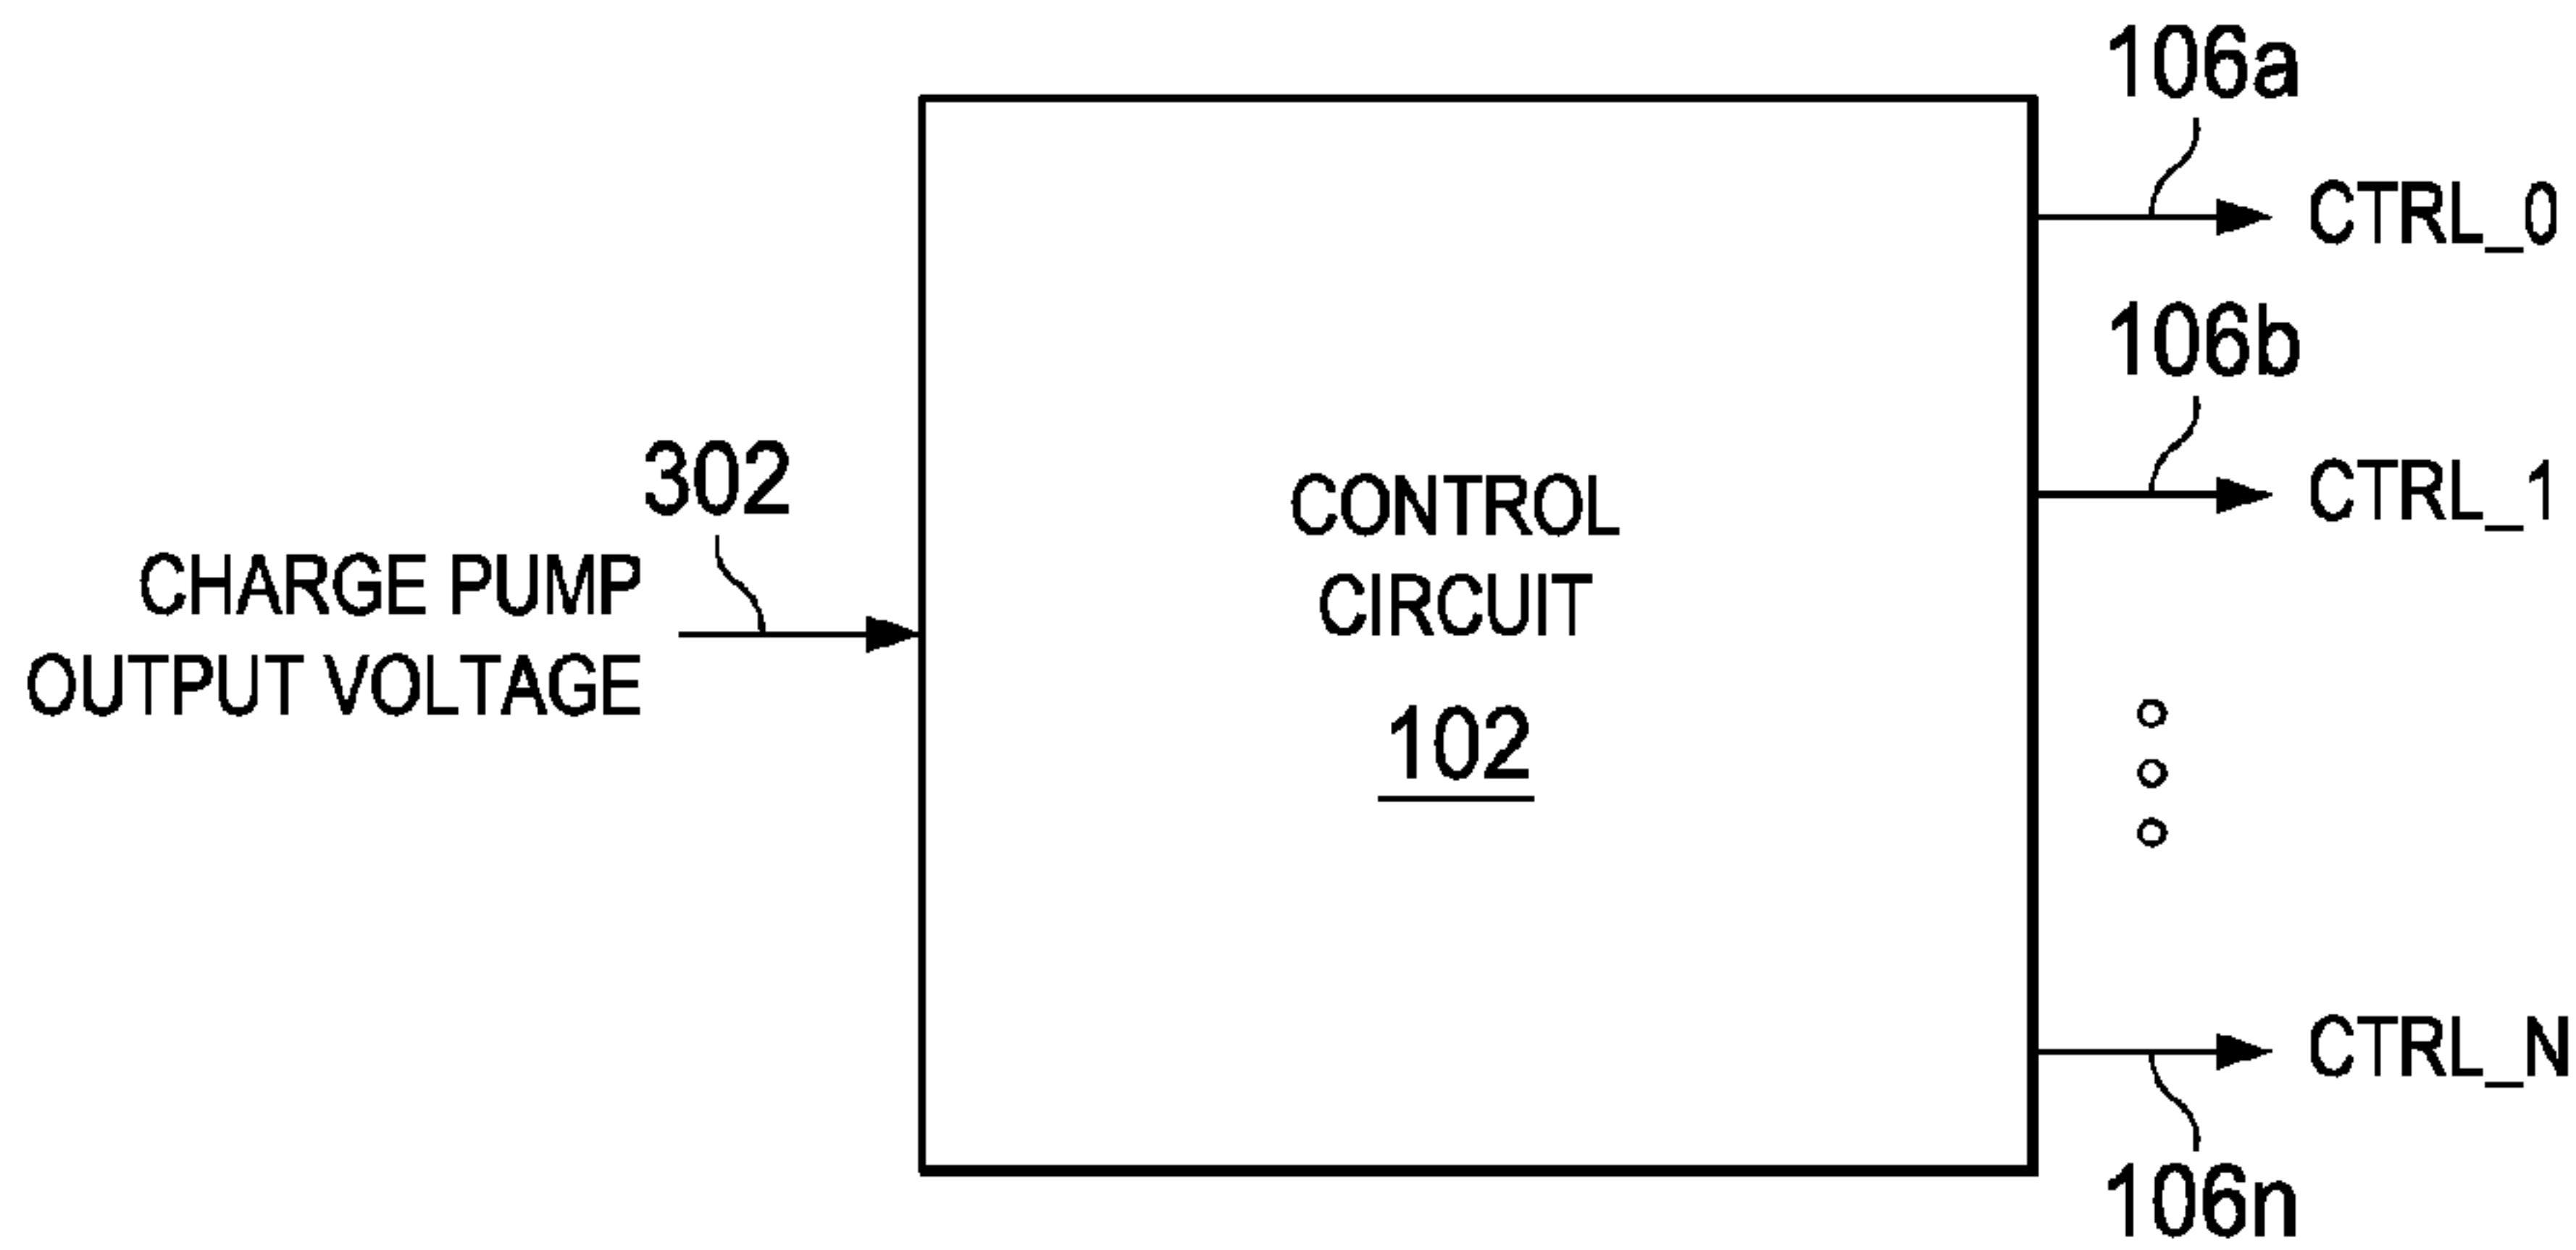 106a
CTRL_0
106b
CTRL_1
302
CHARGE PUMP
OUTPUT VOLTAGE
CONTROL
CIRCUIT
102
CTRL_N
106n